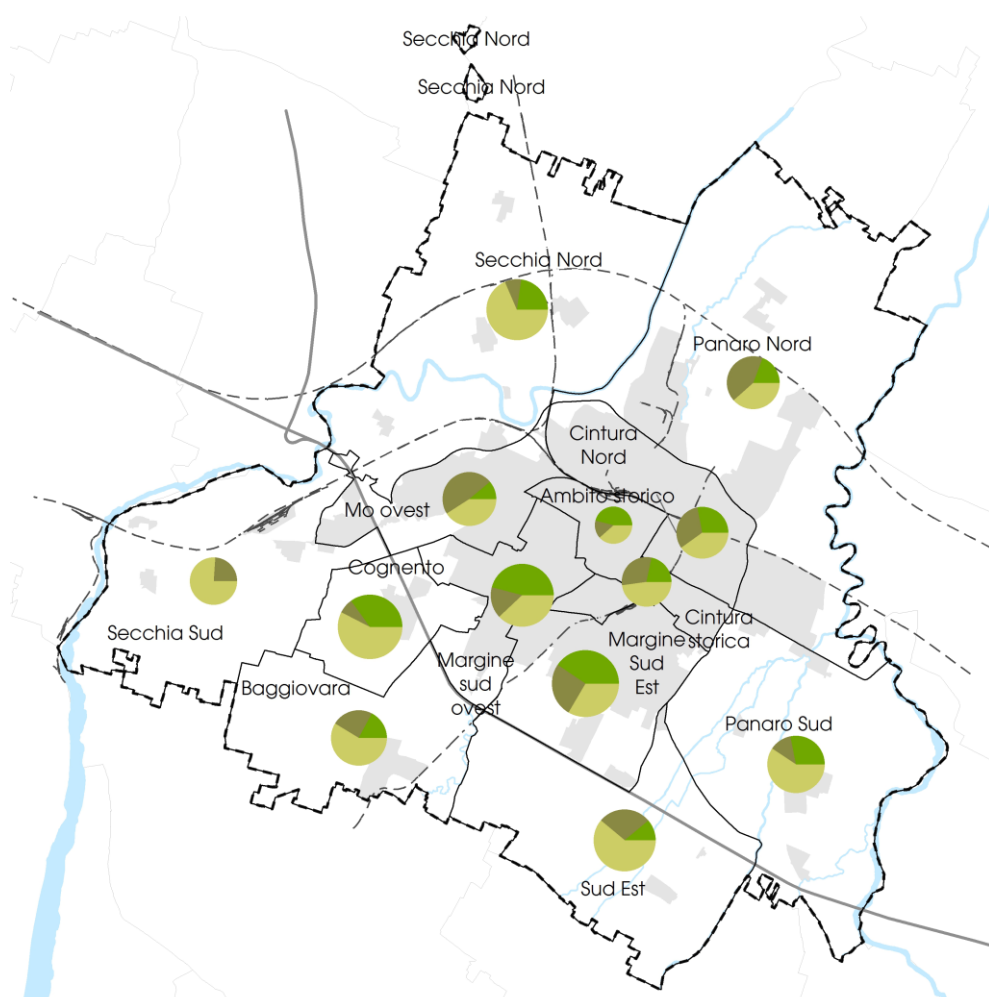 Secchia Nord
Secchia Nord
Secchia Nord
Panaro Nord
Cintura
Nord
Ambito storico
Mo ovest
Cognento
Secchia Sud
Cintura
storica
Margine
Sud
Est
Margine
sud
ovest
Baggiovara
Panaro Sud
Sud Est